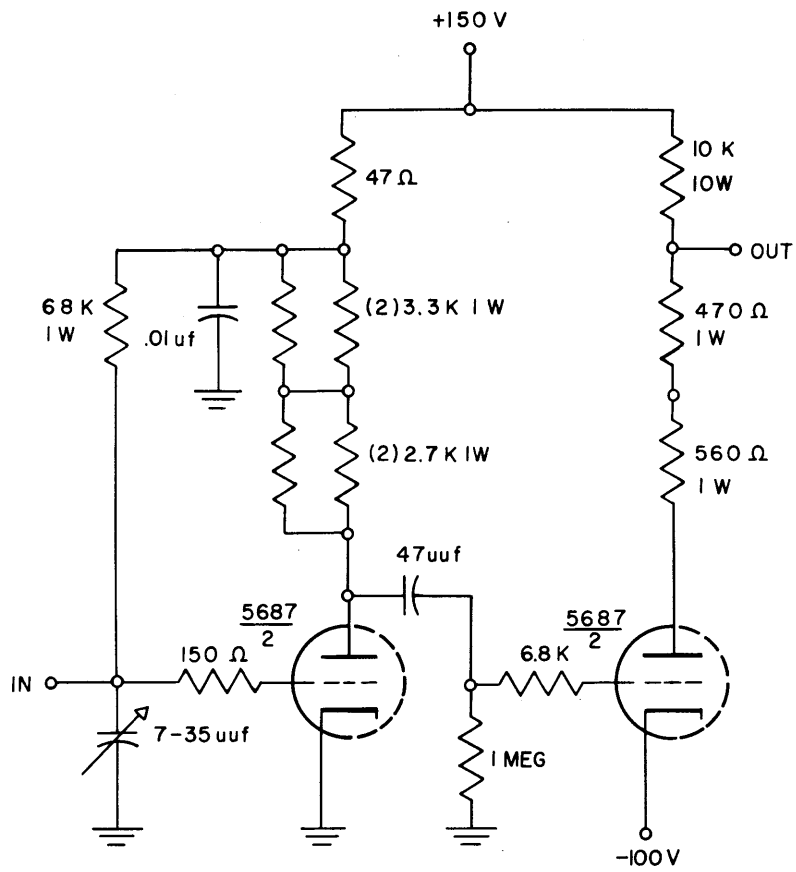 +150 V
47 Ω
10 K
10W
OUT
68 K
1 W
.01uf
(2) 3.3 K 1 W
470 Ω
1 W
(2) 2.7 K 1W
560 Ω
1 W
47uuf
5687
2
5687
2
IN
150 Ω
6.8 K
7-35 uuf
1 MEG
-100 V